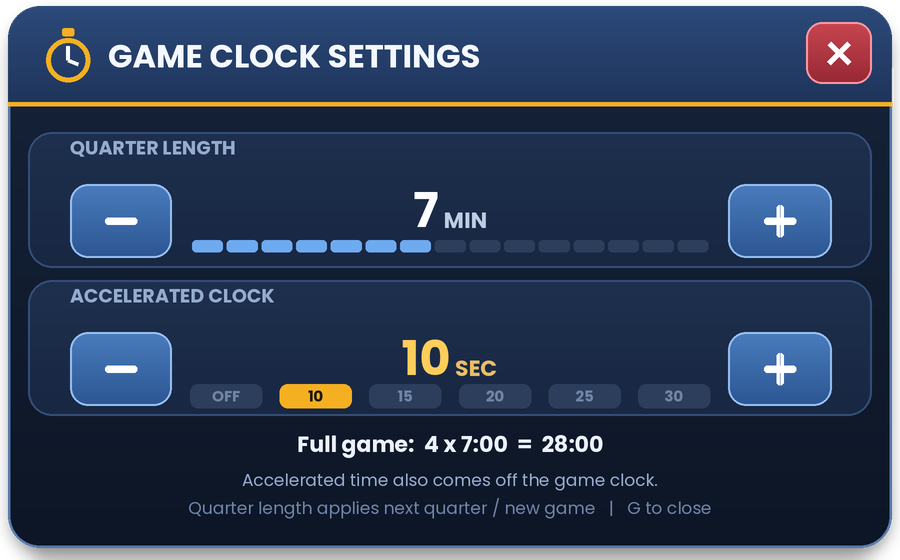 GAME CLOCK SETTINGS
QUARTER LENGTH
7 MIN
ACCELERATED CLOCK
10 SEC
OFF 10 15 20 25 30
Full game: 4 x 7:00 = 28:00
Accelerated time also comes off the game clock.
Quarter length applies next quarter / new game | G to close